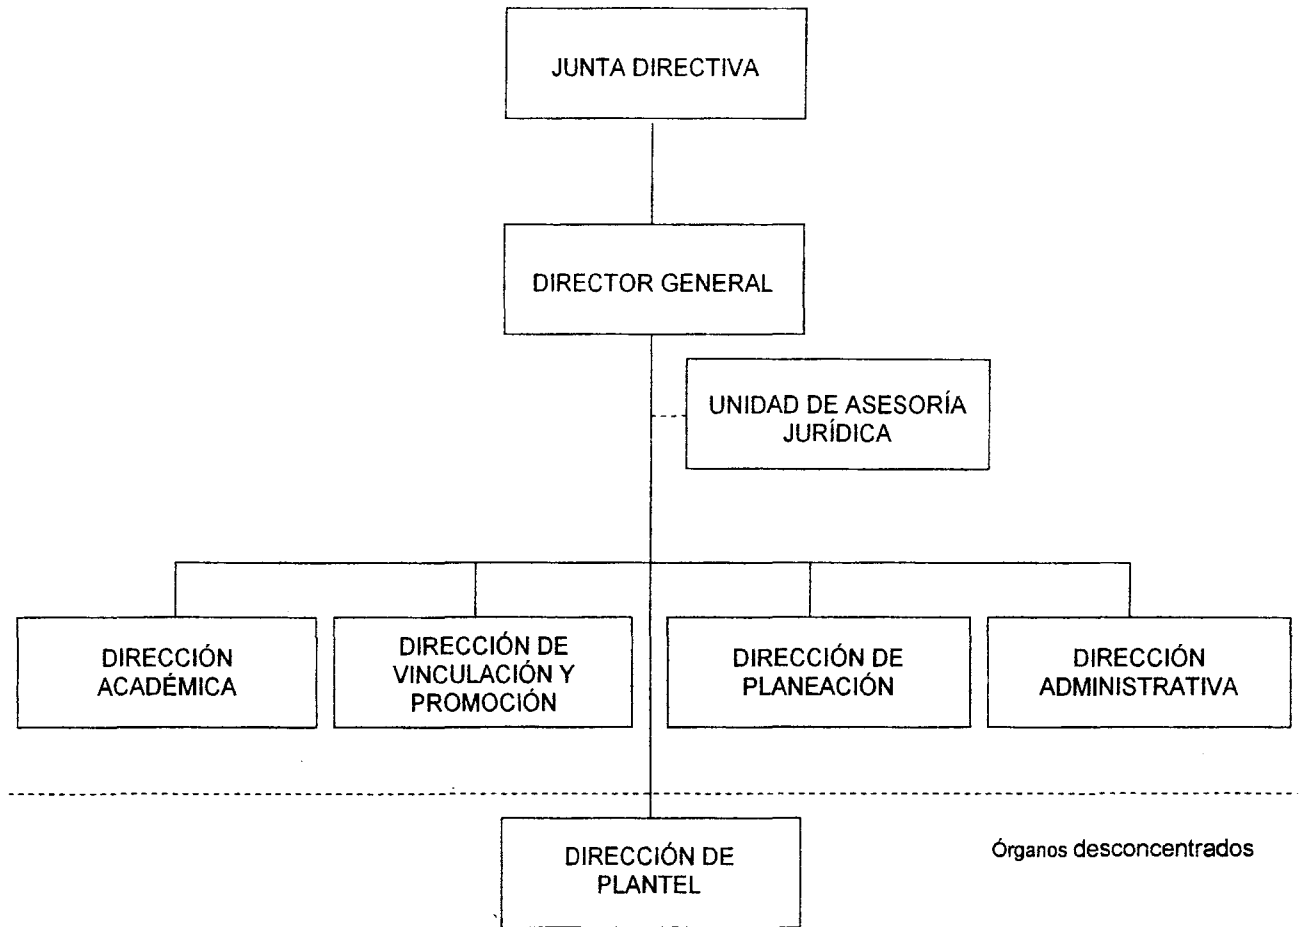 JUNTA DIRECTIVA
DIRECTOR GENERAL
UNIDAD DE ASESORÍA
JURÍDICA
DIRECCIÓN
ACADÉMICA
DIRECCIÓN DE
VINCULACIÓN Y
PROMOCIÓN
DIRECCIÓN DE
PLANEACIÓN
DIRECCIÓN
ADMINISTRATIVA
DIRECCIÓN DE
PLANTEL
Órganos desconcentrados